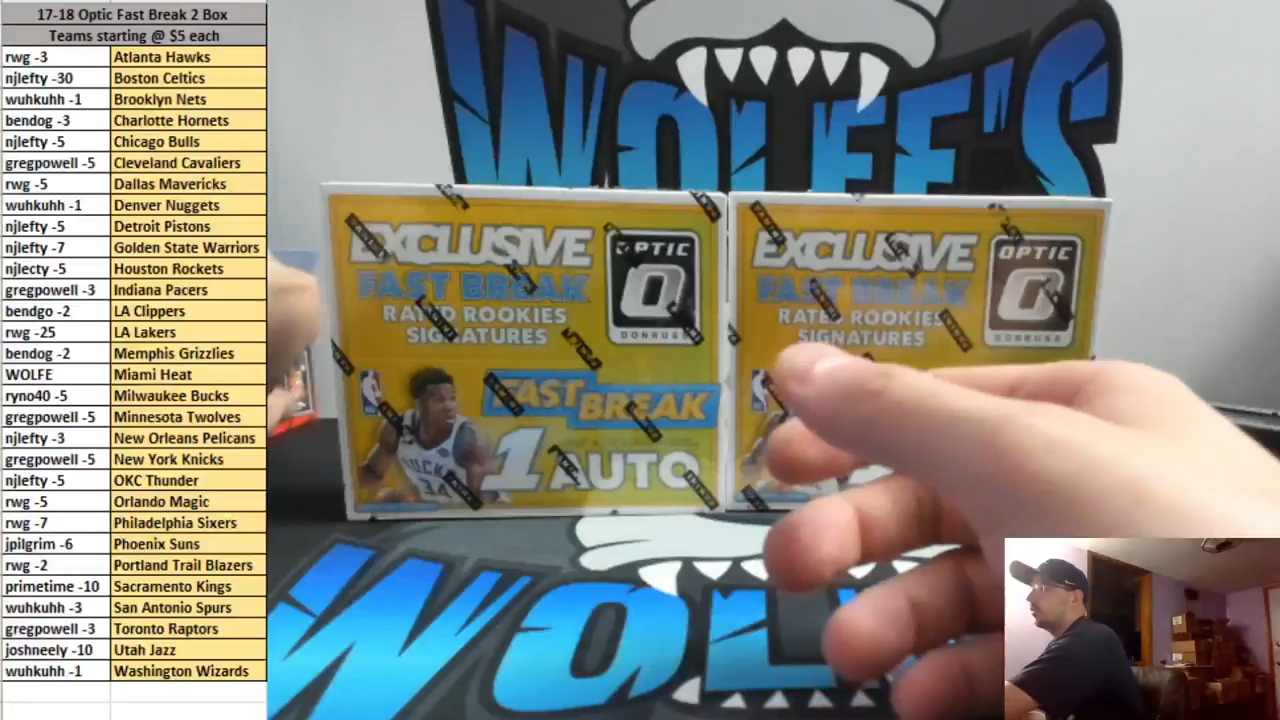 17-18 Optic Fast Break 2 Box
Teams starting @ $5 each
rwg -3 Atlanta Hawks
njlefty -30 Boston Celtics
wuhkuhh -1 Brooklyn Nets
bendog -3 Charlotte Hornets
njlefty -5 Chicago Bulls
gregpowell -5 Cleveland Cavaliers
rwg -5 Dallas Mavericks
wuhkuhh -1 Denver Nuggets
njlefty -5 Detroit Pistons
njlefty -7 Golden State Warriors
njlecty -5 Houston Rockets
gregpowell -3 Indiana Pacers
bendgo -2 LA Clippers
rwg -25 LA Lakers
bendog -2 Memphis Grizzlies
WOLFE Miami Heat
ryno40 -5 Milwaukee Bucks
gregpowell -5 Minnesota Twolves
njlefty -3 New Orleans Pelicans
gregpowell -5 New York Knicks
njlefty -5 OKC Thunder
rwg -5 Orlando Magic
rwg -7 Philadelphia Sixers
jpilgrim -6 Phoenix Suns
rwg -2 Portland Trail Blazers
primetime -10 Sacramento Kings
wuhkuhh -3 San Antonio Spurs
gregpowell -3 Toronto Raptors
joshneely -10 Utah Jazz
wuhkuhh -1 Washington Wizards
WOLFE'S
EXCLUSIVE
FAST BREAK
RATED ROOKIES
SIGNATURES
OPTIC
DONRUSS
FAST BREAK
1 AUTO
BUCKS
34
EXCLUSIVE
FAST BREAK
RATED ROOKIES
SIGNATURES
OPTIC
DONRUSS
WOL